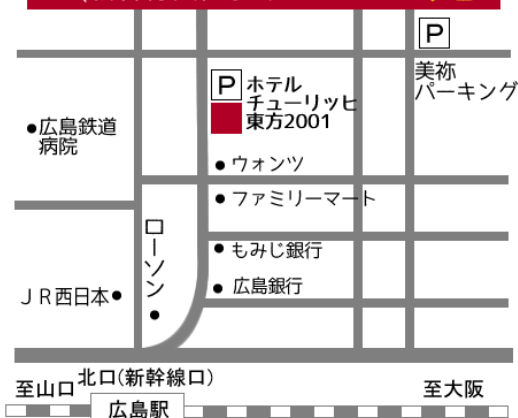 P
美祢
パーキング
P
ホテル
チューリッヒ
東方2001
●広島鉄道
病院
●ウォンツ
●ファミリーマート
ローソン
●もみじ銀行
●広島銀行
JR西日本●
北口(新幹線口)
至山口
至大阪
広島駅